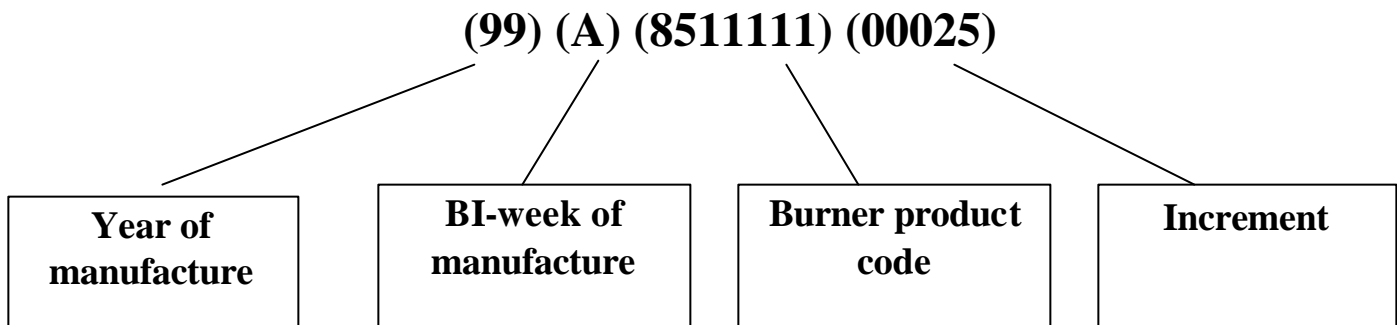 (99) (A) (8511111) (00025)
Year of
manufacture
BI-week of
manufacture
Burner product
code
Increment